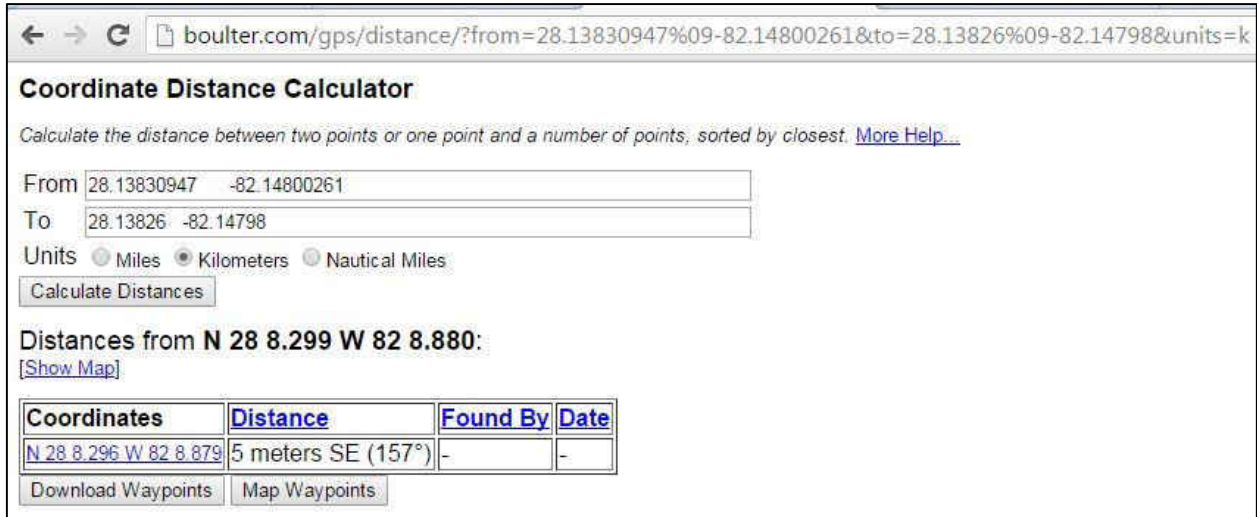 boulter.com/gps/distance/?from=28.13830947%09-82.14800261&to=28.13826%09-82.14798&units=k
Coordinate Distance Calculator
Calculate the distance between two points or one point and a number of points, sorted by closest. More Help...
From 28.13830947 -82.14800261
To 28.13826 -82.14798
Units Miles Kilometers Nautical Miles
Calculate Distances
Distances from N 28 8.299 W 82 8.880:
[Show Map]
Coordinates Distance Found By Date
N 28 8.296 W 82 8.879 5 meters SE (157°) - -
Download Waypoints Map Waypoints